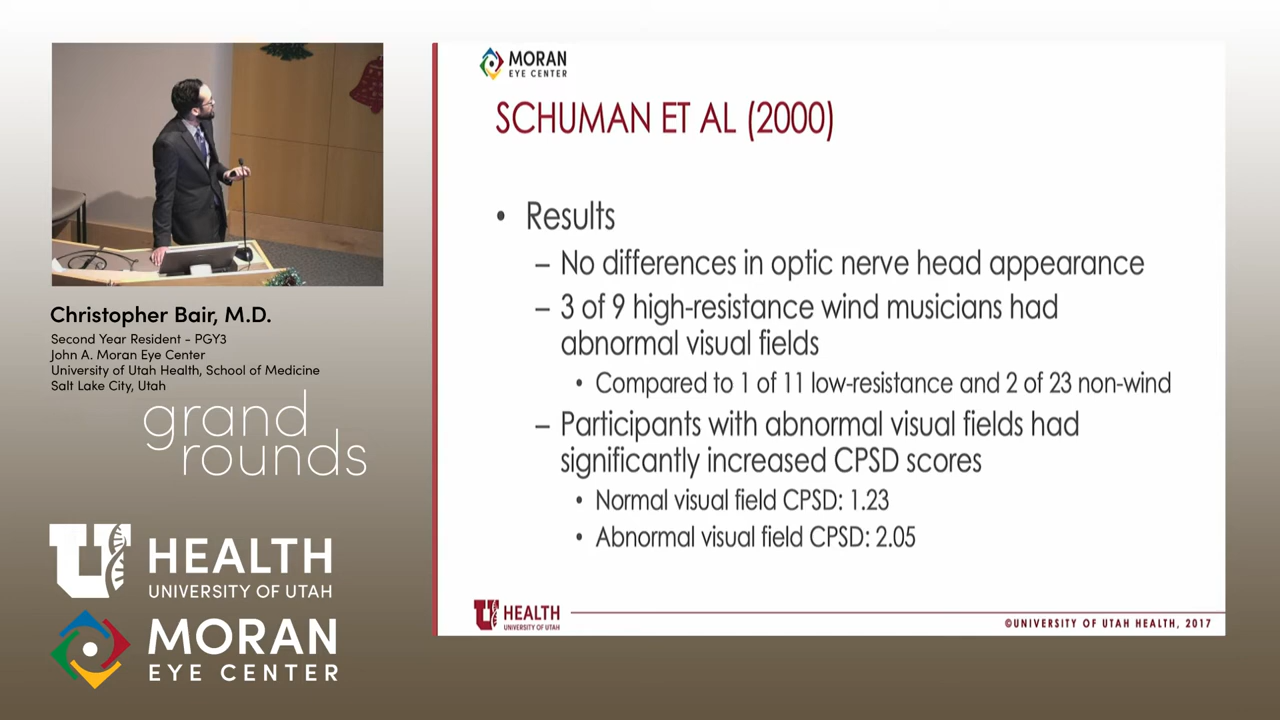 MORAN
EYE CENTER
SCHUMAN ET AL (2000)
• Results
– No differences in optic nerve head appearance
– 3 of 9 high-resistance wind musicians had
abnormal visual fields
• Compared to 1 of 11 low-resistance and 2 of 23 non-wind
– Participants with abnormal visual fields had
significantly increased CPSD scores
• Normal visual field CPSD: 1.23
• Abnormal visual field CPSD: 2.05
U HEALTH
UNIVERSITY OF UTAH
©UNIVERSITY OF UTAH HEALTH, 2017
Christopher Bair, M.D.
Second Year Resident - PGY3
John A. Moran Eye Center
University of Utah Health, School of Medicine
Salt Lake City, Utah
grand
rounds
U HEALTH
UNIVERSITY OF UTAH
MORAN
EYE CENTER